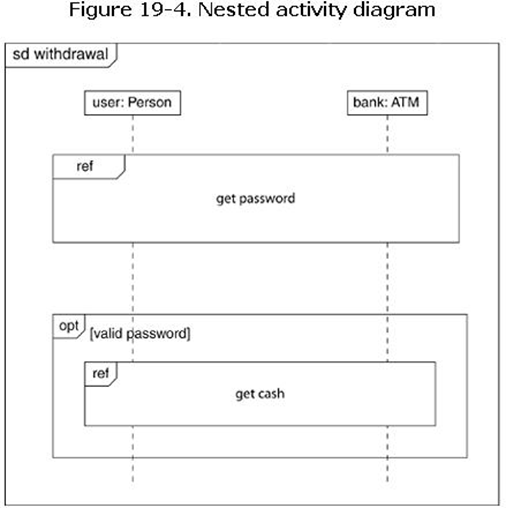 Figure 19-4. Nested activity diagram
sd withdrawal
user: Person
bank: ATM
ref
get password
opt
[valid password]
ref
get cash